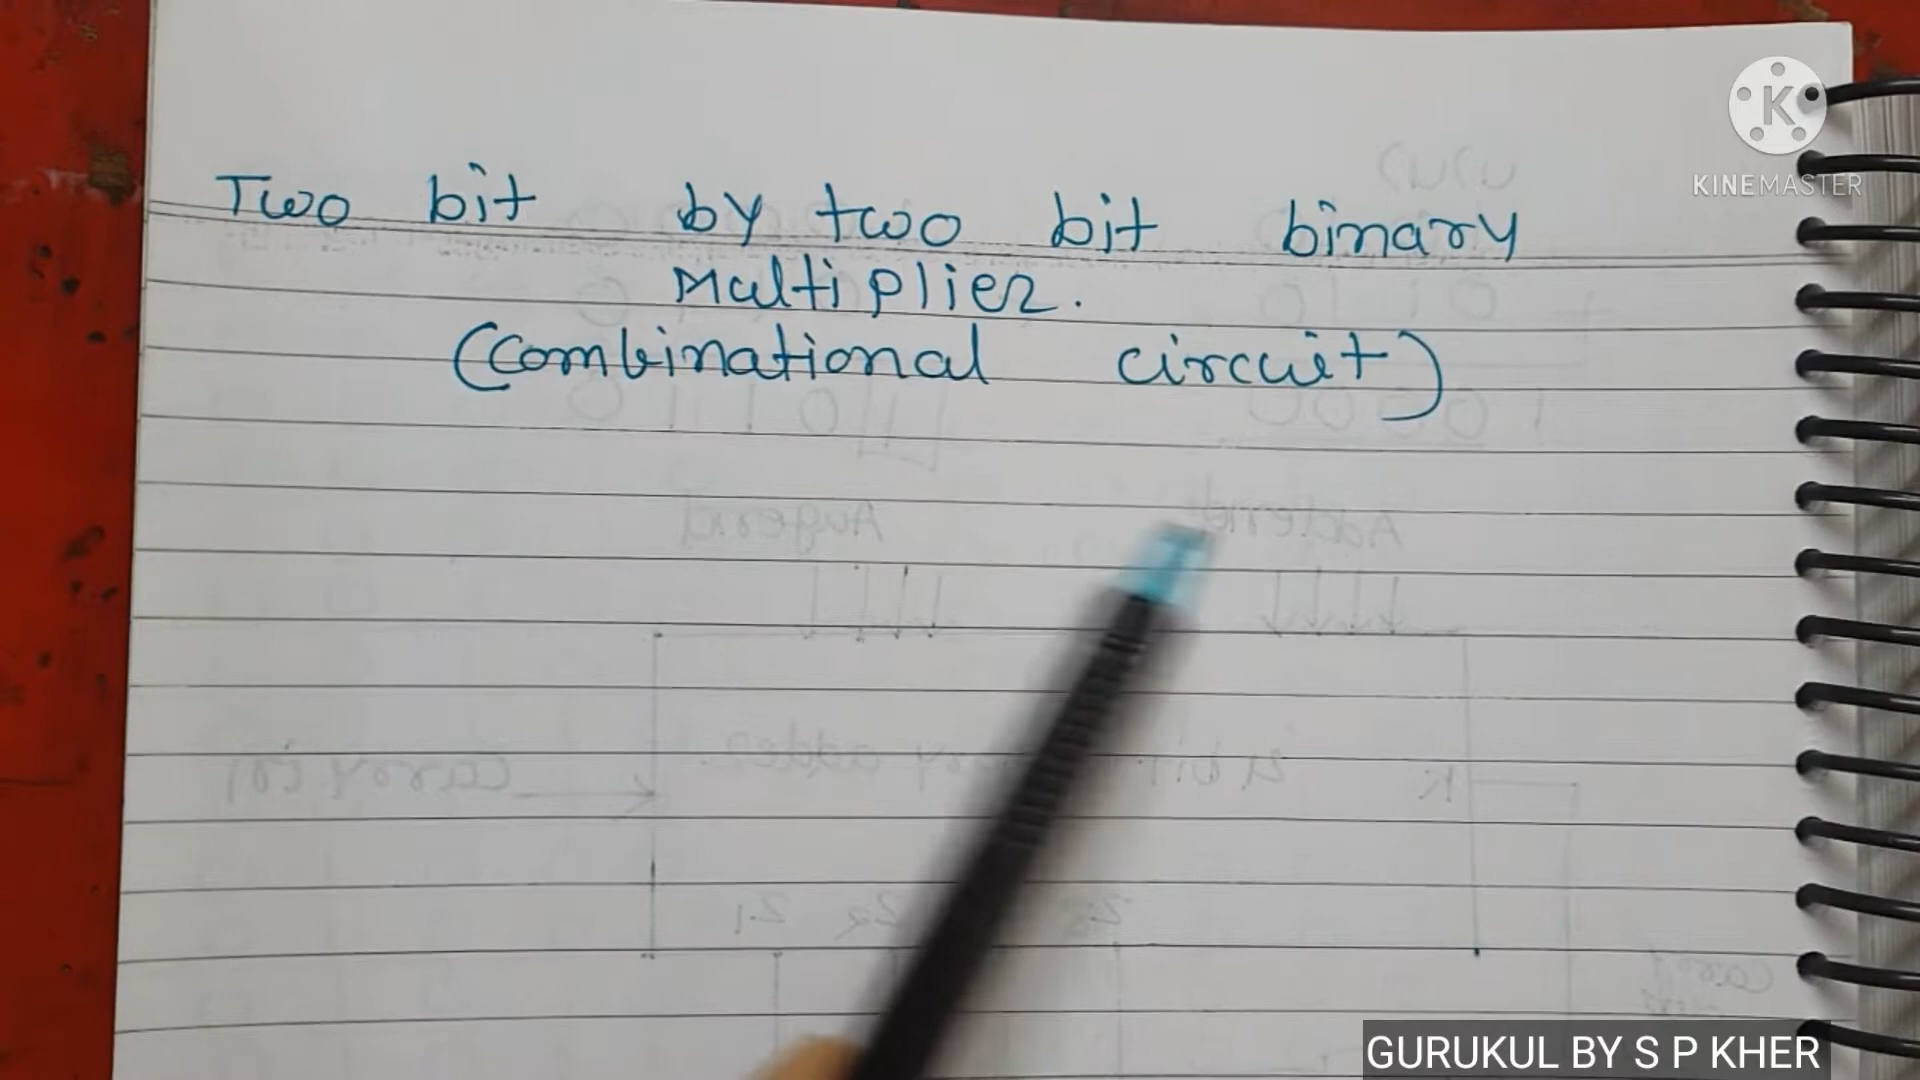 KINEMASTER
Two bit by two bit binary
Multiplier.
(Combinational circuit)
GURUKUL BY S P KHER